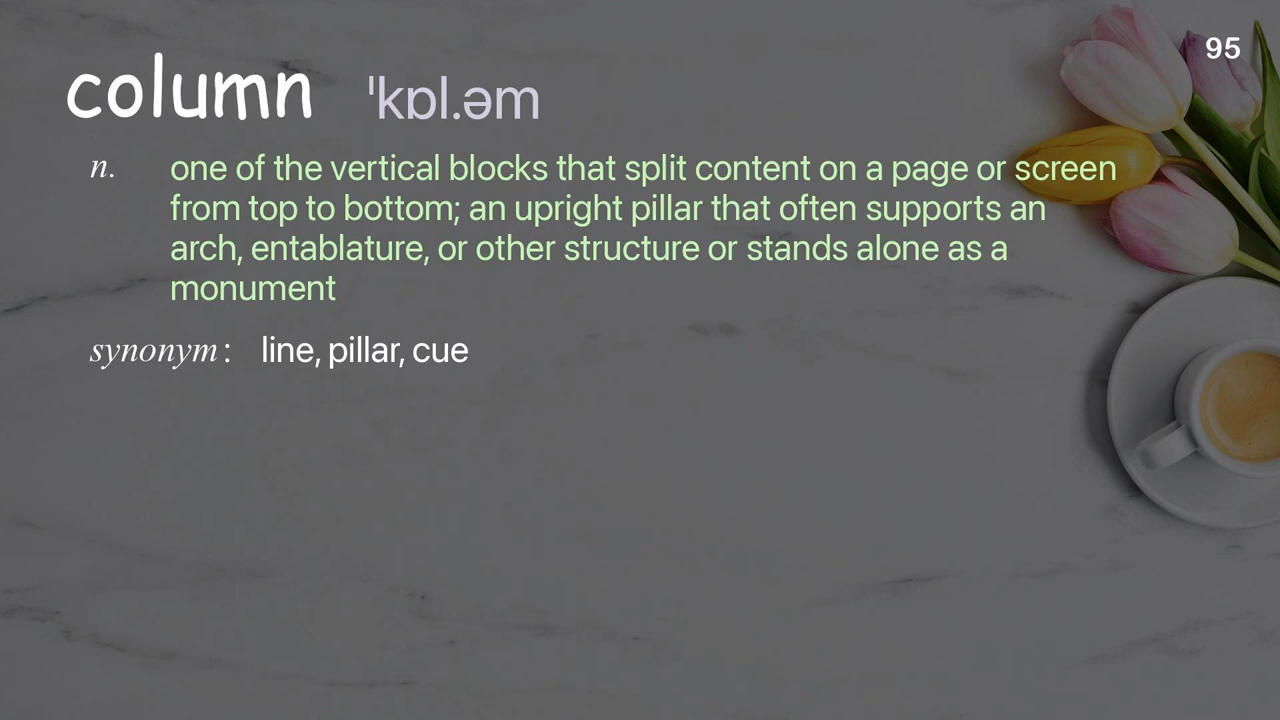 95
column ˈkɒl.əm
n. one of the vertical blocks that split content on a page or screen
from top to bottom; an upright pillar that often supports an
arch, entablature, or other structure or stands alone as a
monument
synonym: line, pillar, cue